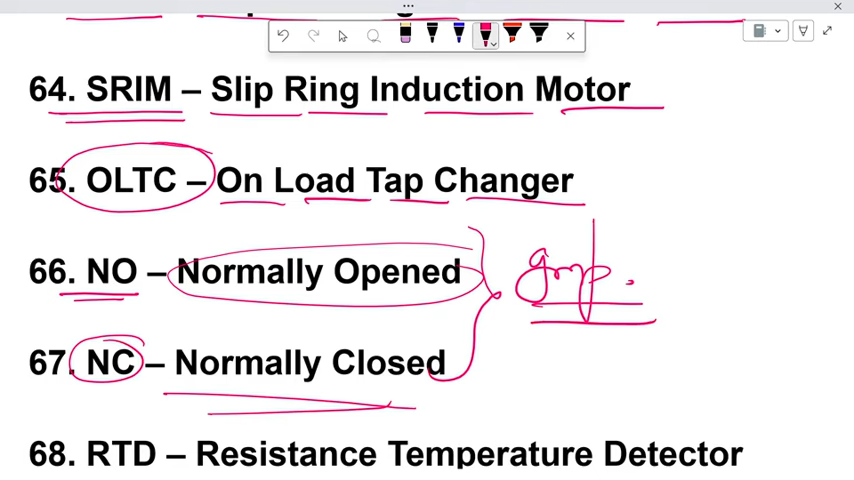 64. SRIM – Slip Ring Induction Motor
65. OLTC – On Load Tap Changer
66. NO – Normally Opened
67. NC – Normally Closed
68. RTD – Resistance Temperature Detector